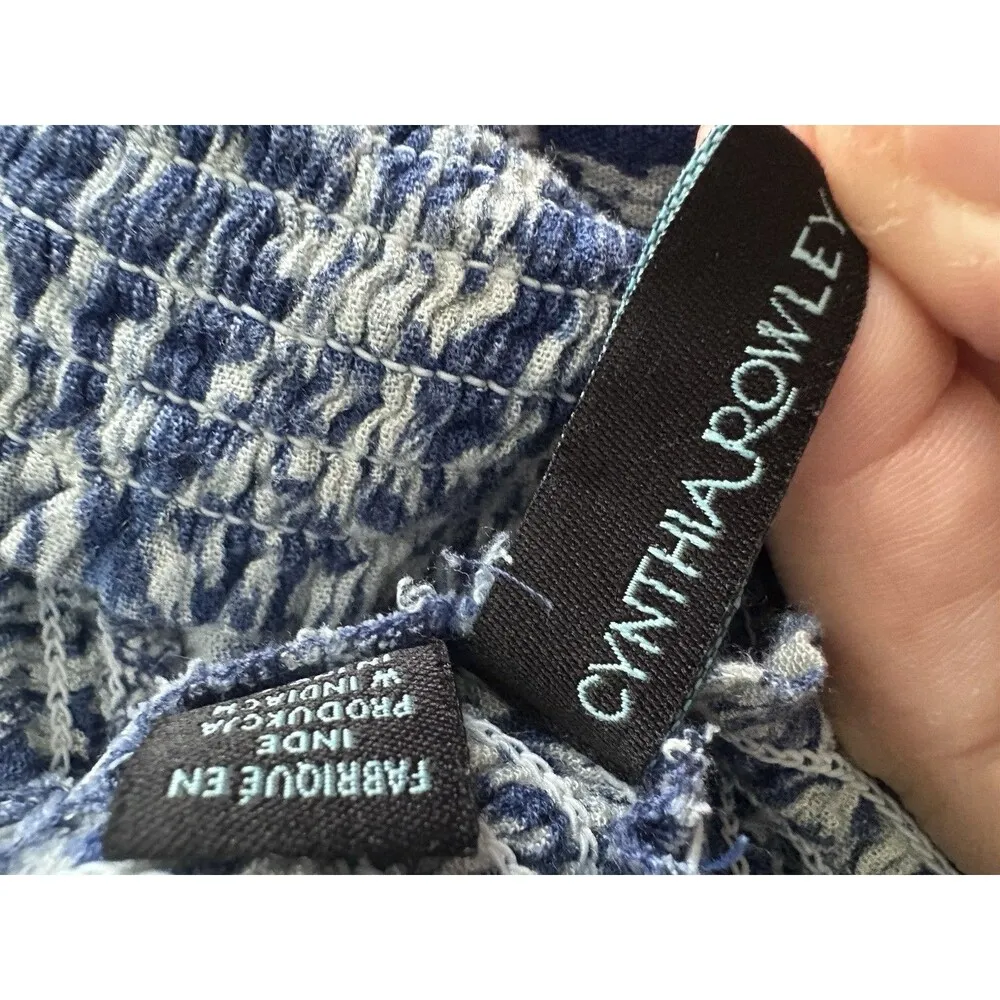 CYNTHIA ROWLEY
FABRIQUÉ EN
INDE
PRODUKCJA
W INDIACH